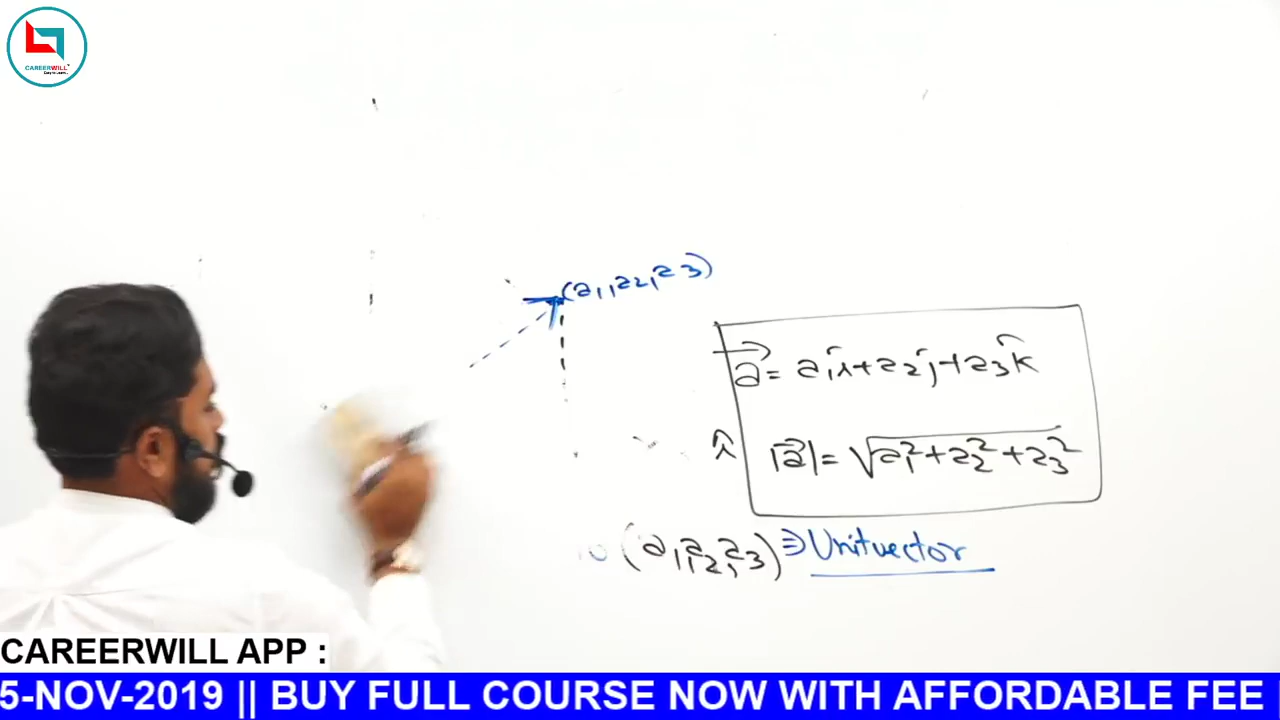 CAREERWILL
(a₁, a₂, a₃)
a⃗ = a₁î + a₂ĵ + a₃k̂
|a⃗| = √a₁² + a₂² + a₃²
(a₁, a₂, a₃) ⇒ Unitvector
CAREERWILL APP :
5-NOV-2019 || BUY FULL COURSE NOW WITH AFFORDABLE FEE